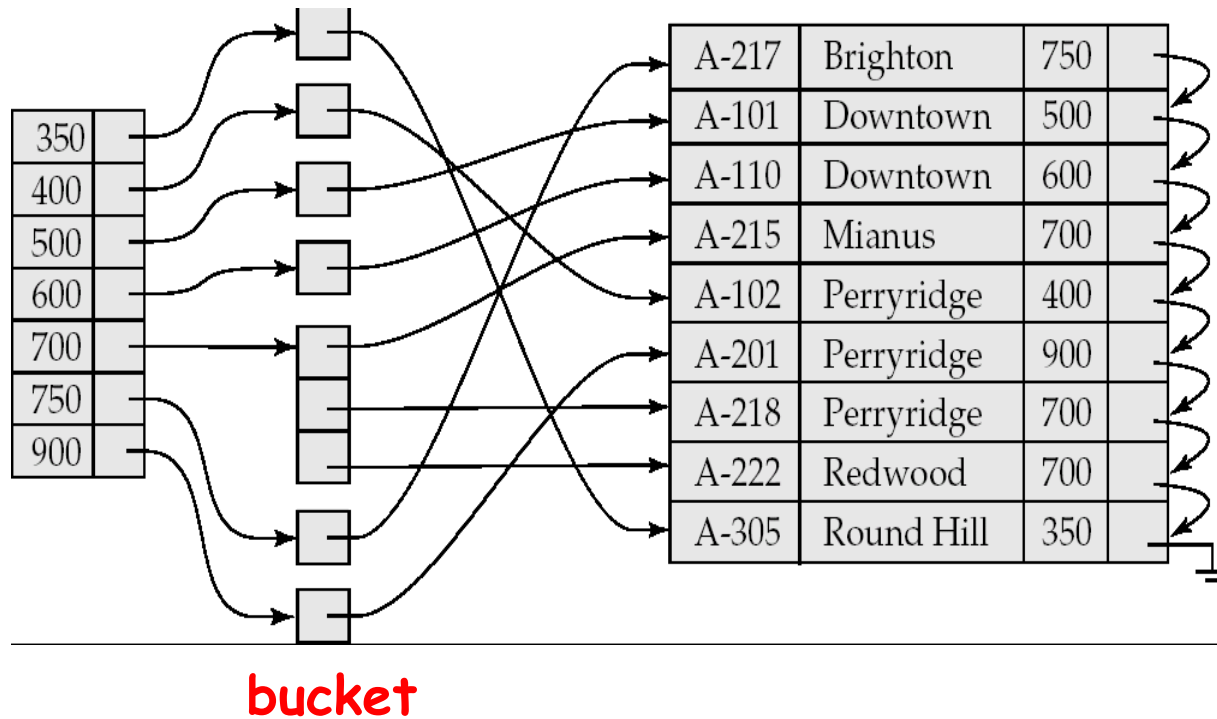 350
400
500
600
700
750
900
A-217 Brighton 750
A-101 Downtown 500
A-110 Downtown 600
A-215 Mianus 700
A-102 Perryridge 400
A-201 Perryridge 900
A-218 Perryridge 700
A-222 Redwood 700
A-305 Round Hill 350
bucket